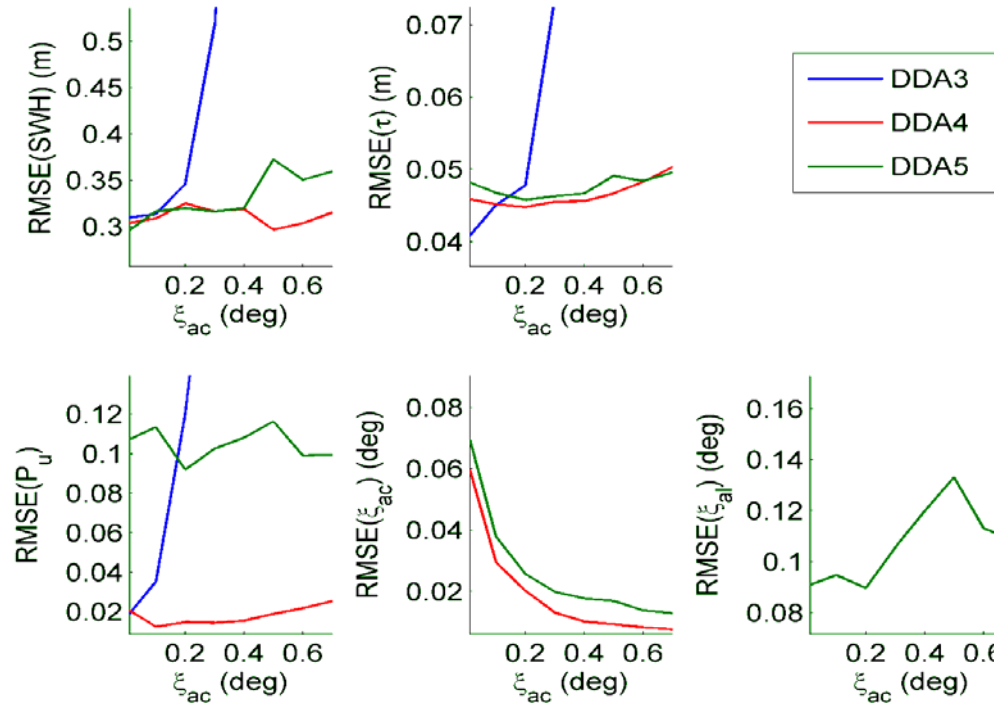 RMSE(SWH) (m)
0.5
0.45
0.4
0.35
0.3
0.2 0.4 0.6
ξac (deg)
RMSE(τ) (m)
0.07
0.06
0.05
0.04
0.2 0.4 0.6
ξac (deg)
DDA3
DDA4
DDA5
RMSE(Pu)
0.12
0.1
0.08
0.06
0.04
0.02
0.2 0.4 0.6
ξac (deg)
RMSE(ξac) (deg)
0.08
0.06
0.04
0.02
0.2 0.4 0.6
ξac (deg)
RMSE(ξal) (deg)
0.16
0.14
0.12
0.1
0.08
0.2 0.4 0.6
ξac (deg)